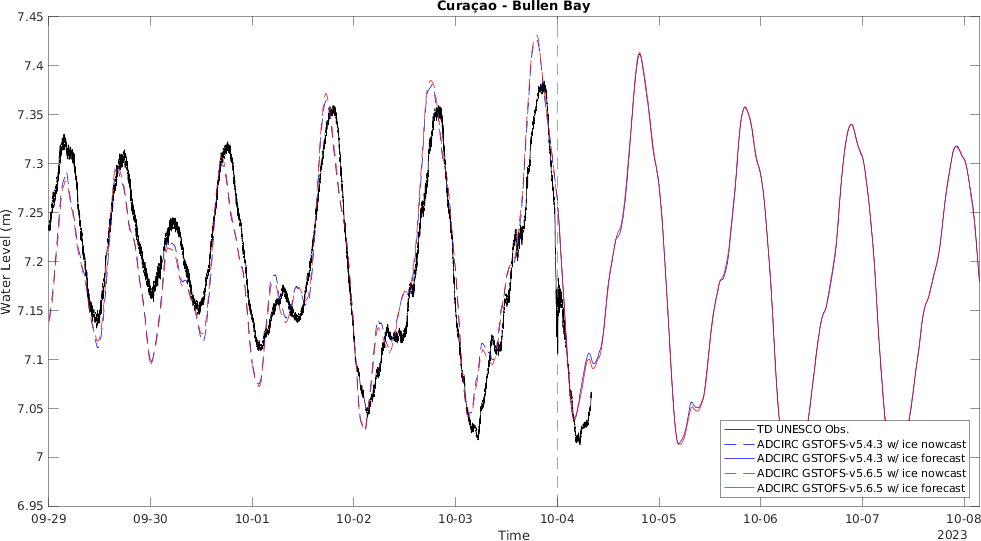 Curaçao - Bullen Bay
7.45
7.4
7.35
7.3
7.25
7.2
7.15
7.1
7.05
7
6.95
Water Level (m)
09-29
09-30
10-01
10-02
10-03
10-04
10-05
10-06
10-07
10-08
Time
2023
TD UNESCO Obs.
ADCIRC GSTOFS-v5.4.3 w/ ice nowcast
ADCIRC GSTOFS-v5.4.3 w/ ice forecast
ADCIRC GSTOFS-v5.6.5 w/ ice nowcast
ADCIRC GSTOFS-v5.6.5 w/ ice forecast